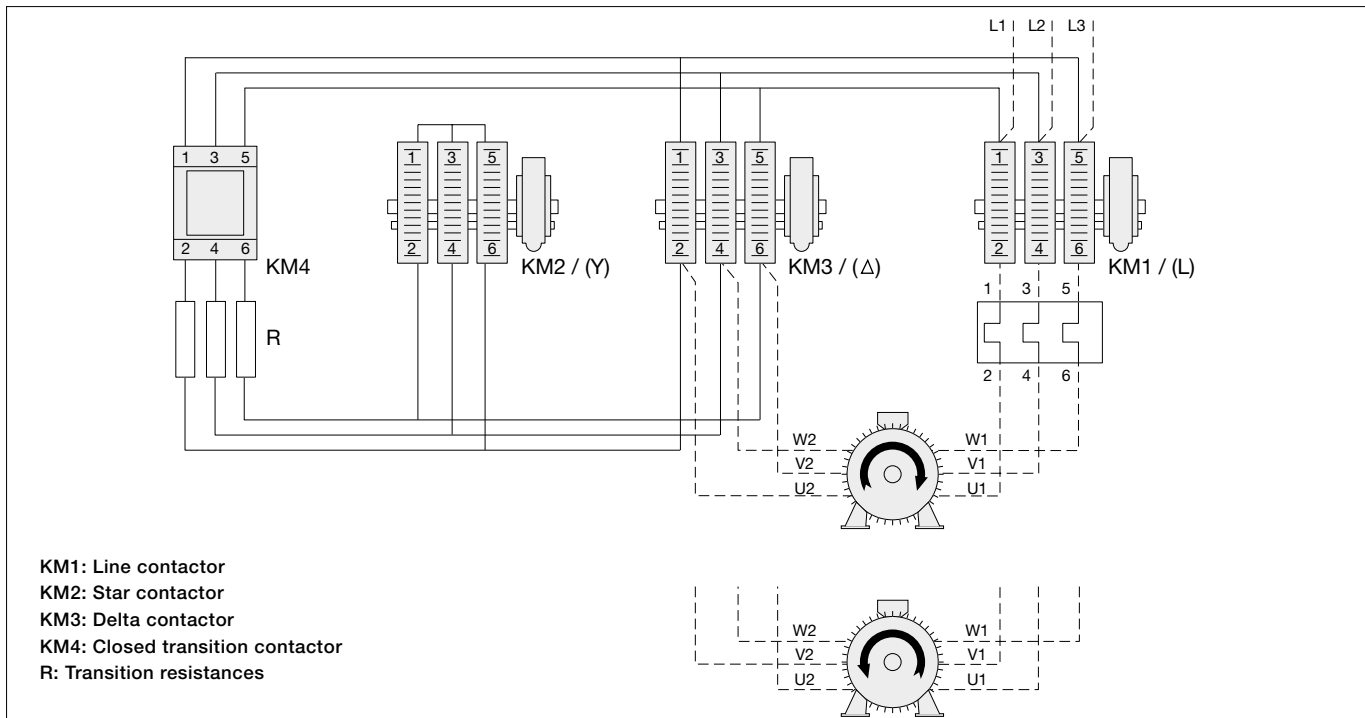 L1 L2 L3
1 3 5
1 3 5
1 3 5
1 3 5
2 4 6
2 4 6
2 4 6
2 4 6
KM4
KM2 / (Y)
KM3 / (Δ)
KM1 / (L)
1 3 5
R
2 4 6
W2 W1
V2 V1
U2 U1
KM1: Line contactor
KM2: Star contactor
KM3: Delta contactor
KM4: Closed transition contactor
R: Transition resistances
W2 W1
V2 V1
U2 U1